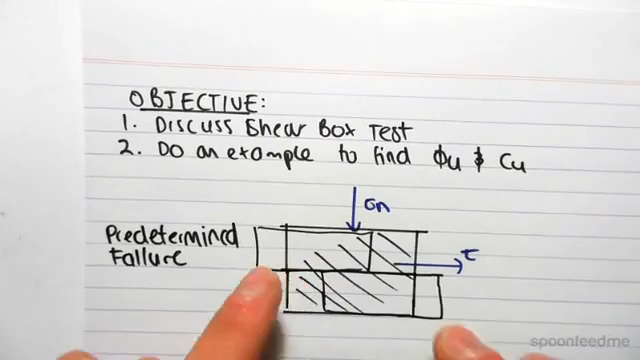 OBJECTIVE:
1. Discuss Shear Box Test
2. Do an example to find ϕu & Cu
σn
Predetermined
Failure
τ
spoonfeedme